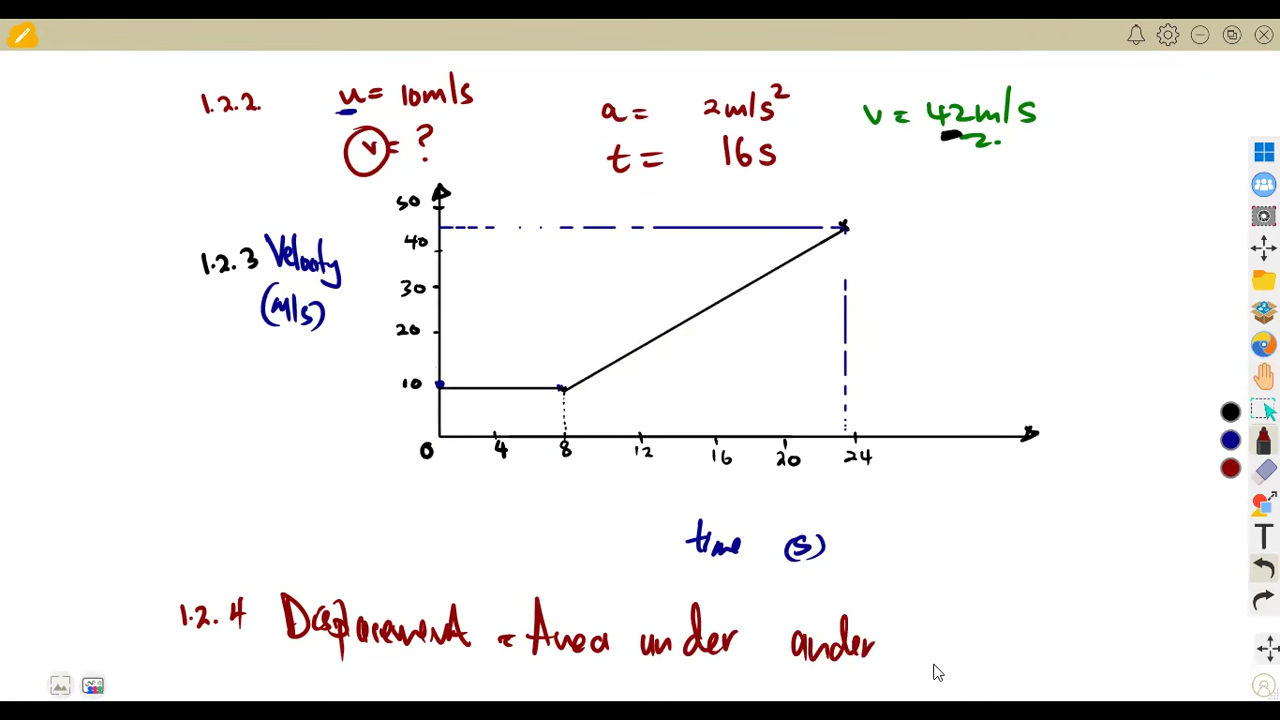 1.2.2. u = 10m/s a = 2m/s² v = 42m/s
v = ? t = 16s
50
40
1.2.3 Velocity
(m/s)
30
20
10
0 4 8 12 16 20 24
time (s)
1.2.4 Displacement = Area under under
T